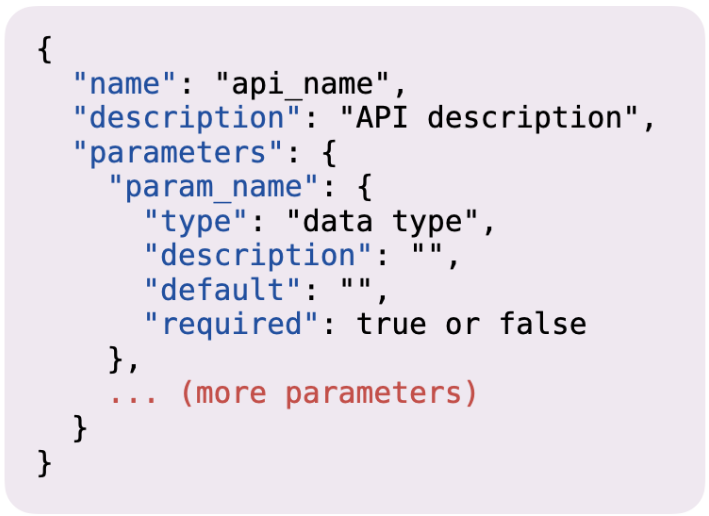 {
  "name": "api_name",
  "description": "API description",
  "parameters": {
    "param_name": {
      "type": "data type",
      "description": "",
      "default": "",
      "required": true or false
    },
    ... (more parameters)
  }
}